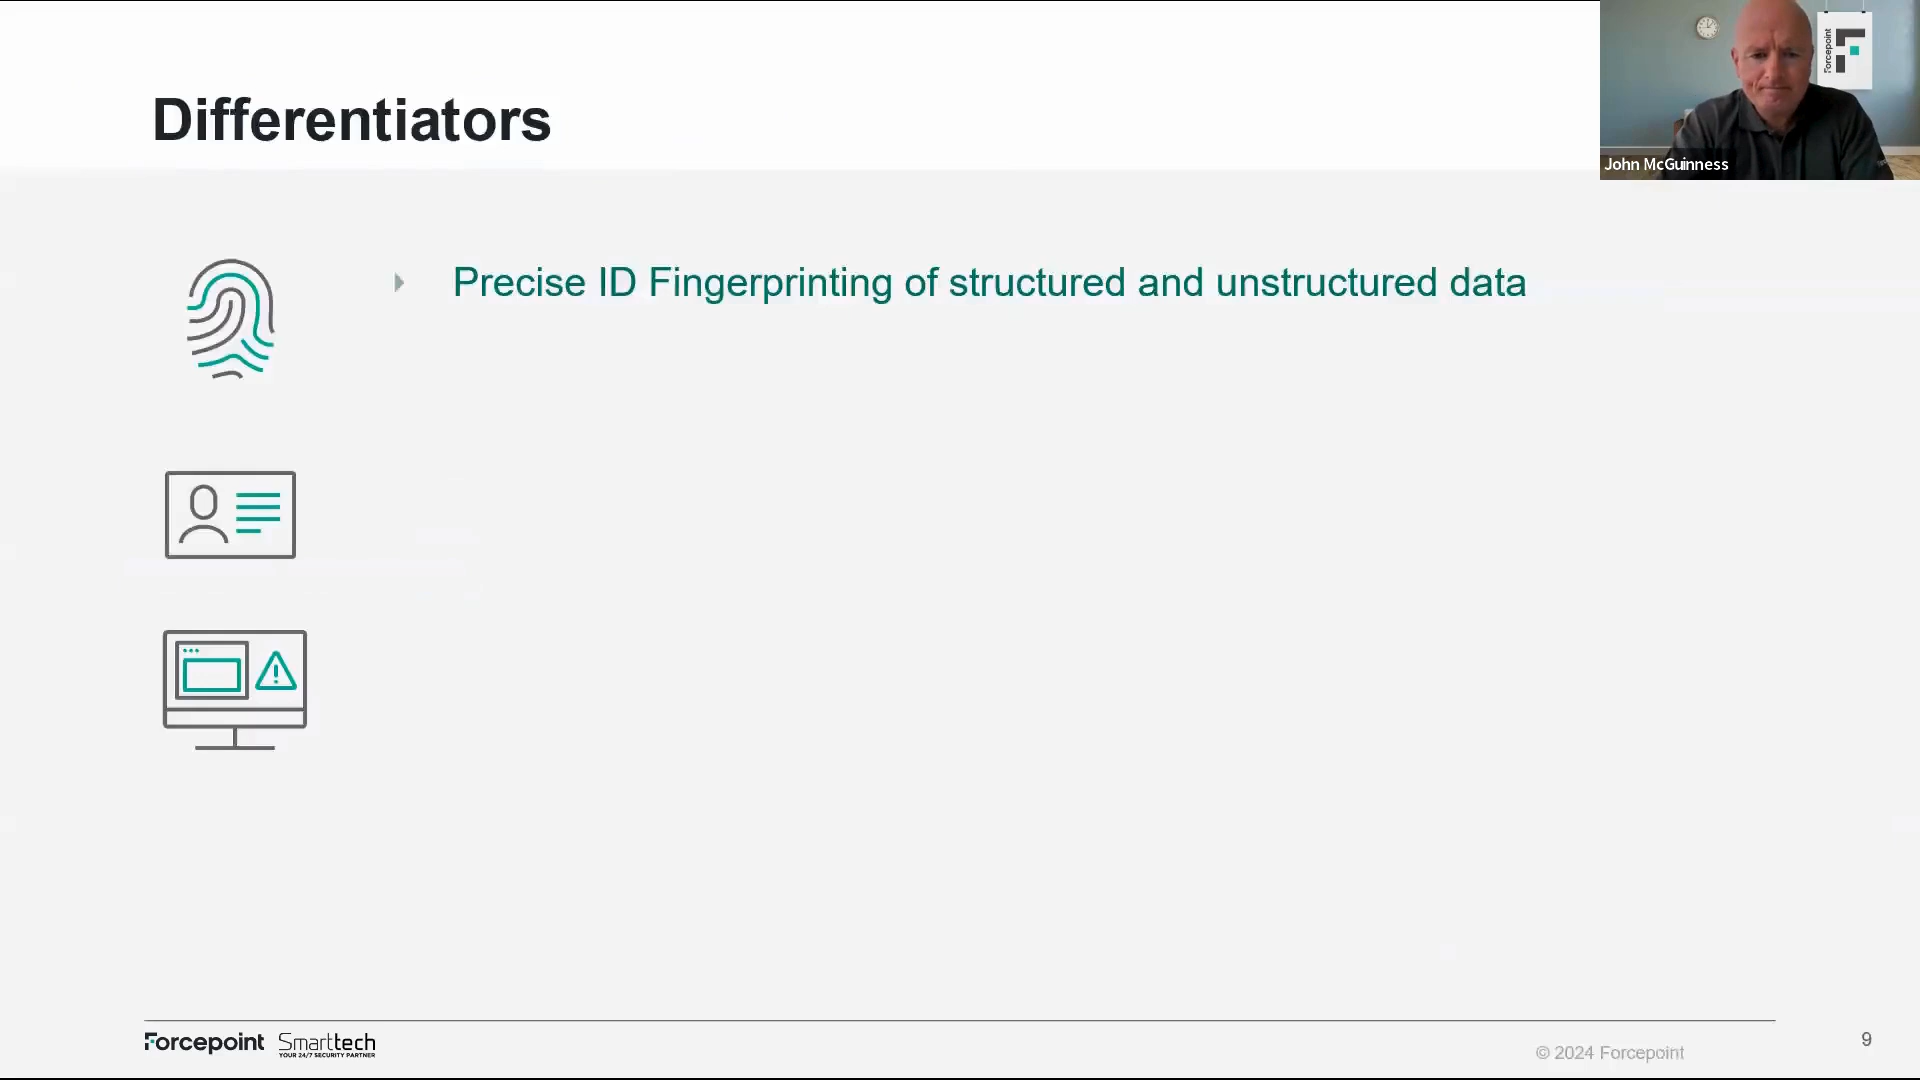 Differentiators
Forcepoint
John McGuinness
Precise ID Fingerprinting of structured and unstructured data
Forcepoint
Smarttech
YOUR 24/7 SECURITY PARTNER
© 2024 Forcepoint
9